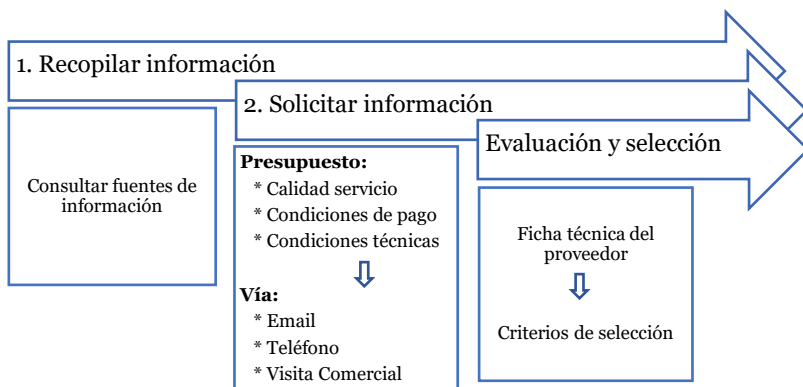 1. Recopilar información
2. Solicitar información
Evaluación y selección
Consultar fuentes de
información
Presupuesto:
* Calidad servicio
* Condiciones de pago
* Condiciones técnicas
Vía:
* Email
* Teléfono
* Visita Comercial
Ficha técnica del
proveedor
Criterios de selección